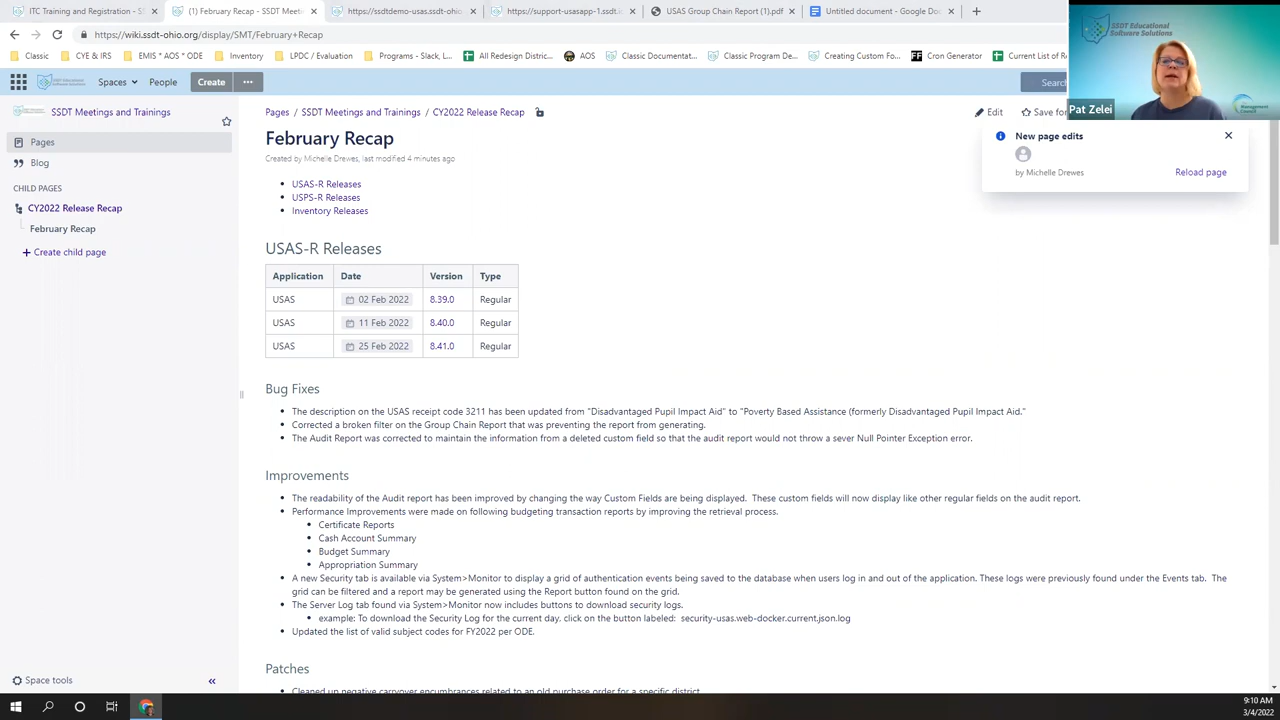 ITC Training and Registration - S
(1) February Recap - SSDT Meeti
https://ssdtdemo-usas.ssdt-ohio
https://support-usasapp-1.ssdt.i
USAS Group Chain Report (1).pdf
Untitled document - Google Doc
https://wiki.ssdt-ohio.org/display/SMT/February+Recap
Classic
CYE & IRS
EMIS * AOS * ODE
Inventory
LPDC / Evaluation
Programs - Slack, L...
All Redesign Distric...
AOS
Classic Documentat...
Classic Program De...
Creating Custom Fo...
Cron Generator
Current List of R
SSDT Educational
Software Solutions
Pat Zelei
Spaces
People
Create
Search
SSDT Meetings and Trainings
Pages
Blog
CHILD PAGES
CY2022 Release Recap
February Recap
Create child page
Space tools
Pages / SSDT Meetings and Trainings / CY2022 Release Recap
Edit
Save for
February Recap
Created by Michelle Drewes, last modified 4 minutes ago
New page edits
by Michelle Drewes
Reload page
USAS-R Releases
USPS-R Releases
Inventory Releases
USAS-R Releases
Application Date Version Type
USAS 02 Feb 2022 8.39.0 Regular
USAS 11 Feb 2022 8.40.0 Regular
USAS 25 Feb 2022 8.41.0 Regular
Bug Fixes
The description on the USAS receipt code 3211 has been updated from "Disadvantaged Pupil Impact Aid" to "Poverty Based Assistance (formerly Disadvantaged Pupil Impact Aid."
Corrected a broken filter on the Group Chain Report that was preventing the report from generating.
The Audit Report was corrected to maintain the information from a deleted custom field so that the audit report would not throw a sever Null Pointer Exception error.
Improvements
The readability of the Audit report has been improved by changing the way Custom Fields are being displayed. These custom fields will now display like other regular fields on the audit report.
Performance Improvements were made on following budgeting transaction reports by improving the retrieval process.
Certificate Reports
Cash Account Summary
Budget Summary
Appropriation Summary
A new Security tab is available via System>Monitor to display a grid of authentication events being saved to the database when users log in and out of the application. These logs were previously found under the Events tab. The
grid can be filtered and a report may be generated using the Report button found on the grid.
The Server Log tab found via System>Monitor now includes buttons to download security logs.
example: To download the Security Log for the current day, click on the button labeled: security-usas.web-docker.current.json.log
Updated the list of valid subject codes for FY2022 per ODE.
Patches
Cleaned up negative carryover encumbrances related to an old purchase order for a specific district
9:10 AM
3/4/2022